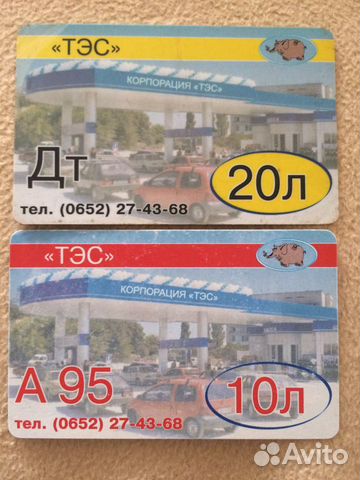 «ТЭС»
КОРПОРАЦИЯ «ТЭС»
Дт
20л
тел. (0652) 27-43-68
«ТЭС»
КОРПОРАЦИЯ «ТЭС»
А 95
10л
тел. (0652) 27-43-68
Avito